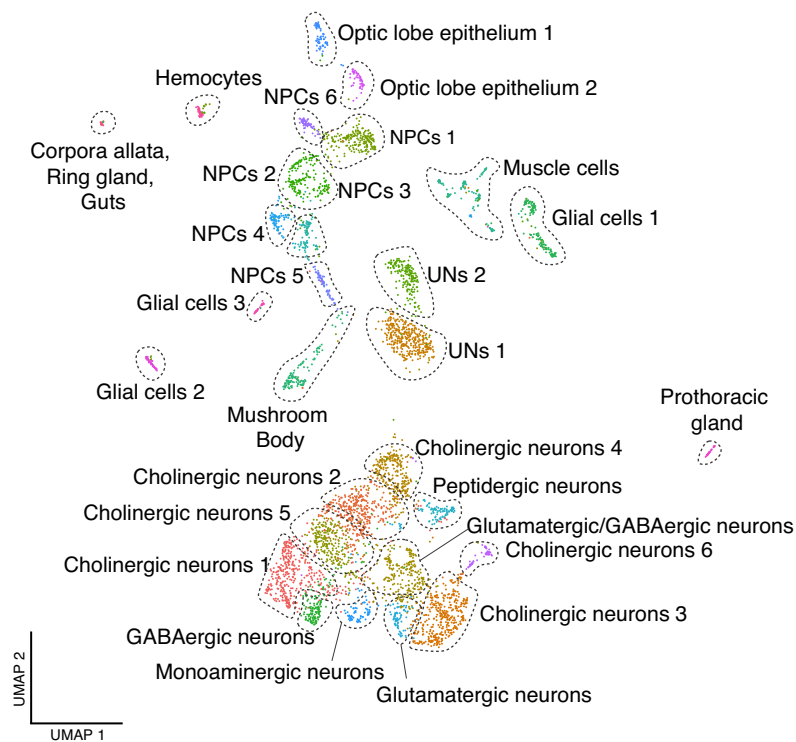 Optic lobe epithelium 1
Hemocytes
Optic lobe epithelium 2
NPCs 6
NPCs 1
Corpora allata,
Ring gland,
Guts
NPCs 2
Muscle cells
NPCs 3
Glial cells 1
NPCs 4
NPCs 5
UNs 2
Glial cells 3
UNs 1
Glial cells 2
Mushroom
Body
Prothoracic
gland
Cholinergic neurons 4
Cholinergic neurons 2
Peptidergic neurons
Cholinergic neurons 5
Glutamatergic/GABAergic neurons
Cholinergic neurons 6
Cholinergic neurons 1
Cholinergic neurons 3
GABAergic neurons
Monoaminergic neurons
Glutamatergic neurons
UMAP 2
UMAP 1